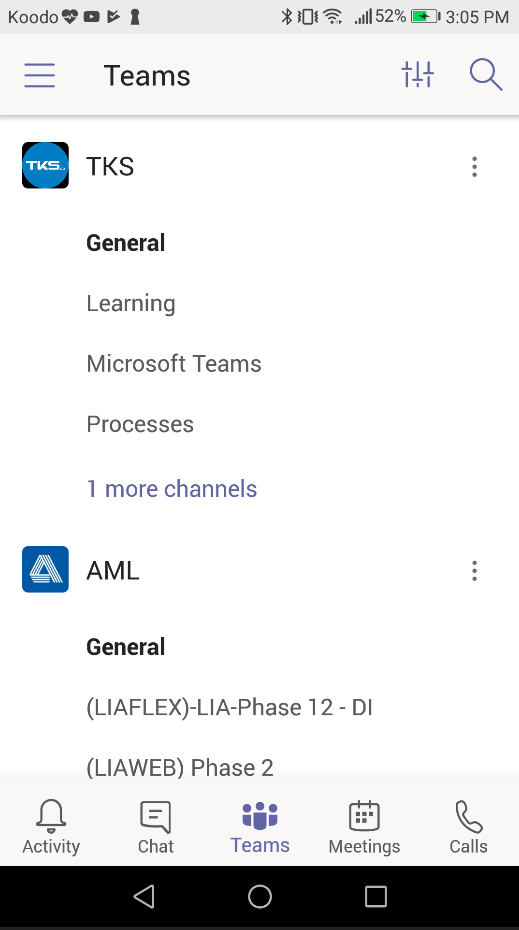 Koodo 52% 3:05 PM
Teams
TKS
TKS
General
Learning
Microsoft Teams
Processes
1 more channels
AML
General
(LIAFLEX)-LIA-Phase 12 - DI
(LIAWEB) Phase 2
Activity Chat Teams Meetings Calls